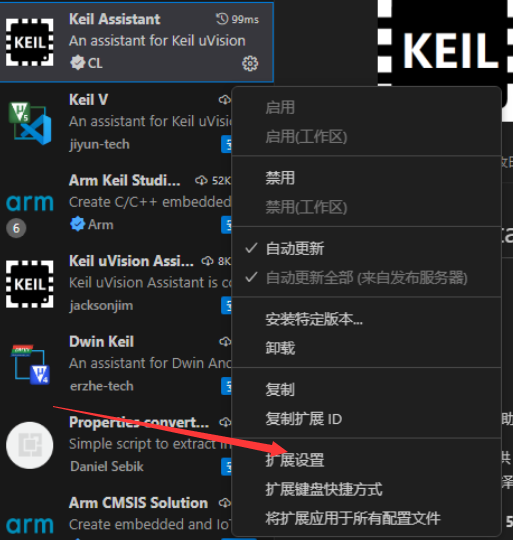 Keil Assistant 99ms
KEIL
An assistant for Keil uVision
CL
KEIL
Keil V
An assistant for Keil uVisi
jiyun-tech
启用
启用(工作区)
禁用
禁用(工作区)
Arm Keil Studi... 52K
arm
Create C/C++ embedded
6
Arm
自动更新
自动更新全部 (来自发布服务器)
Keil uVision Assi... 8K
KEIL
Keil uVision Assistant is c
jacksonjim
安装特定版本...
卸载
Dwin Keil
An assistant for Dwin And
erzhe-tech
复制
复制扩展 ID
Properties convert...
Simple script to extract in
Daniel Sebik
扩展设置
扩展键盘快捷方式
将扩展应用于所有配置文件
Arm CMSIS Solution
arm
Create embedded and IoT